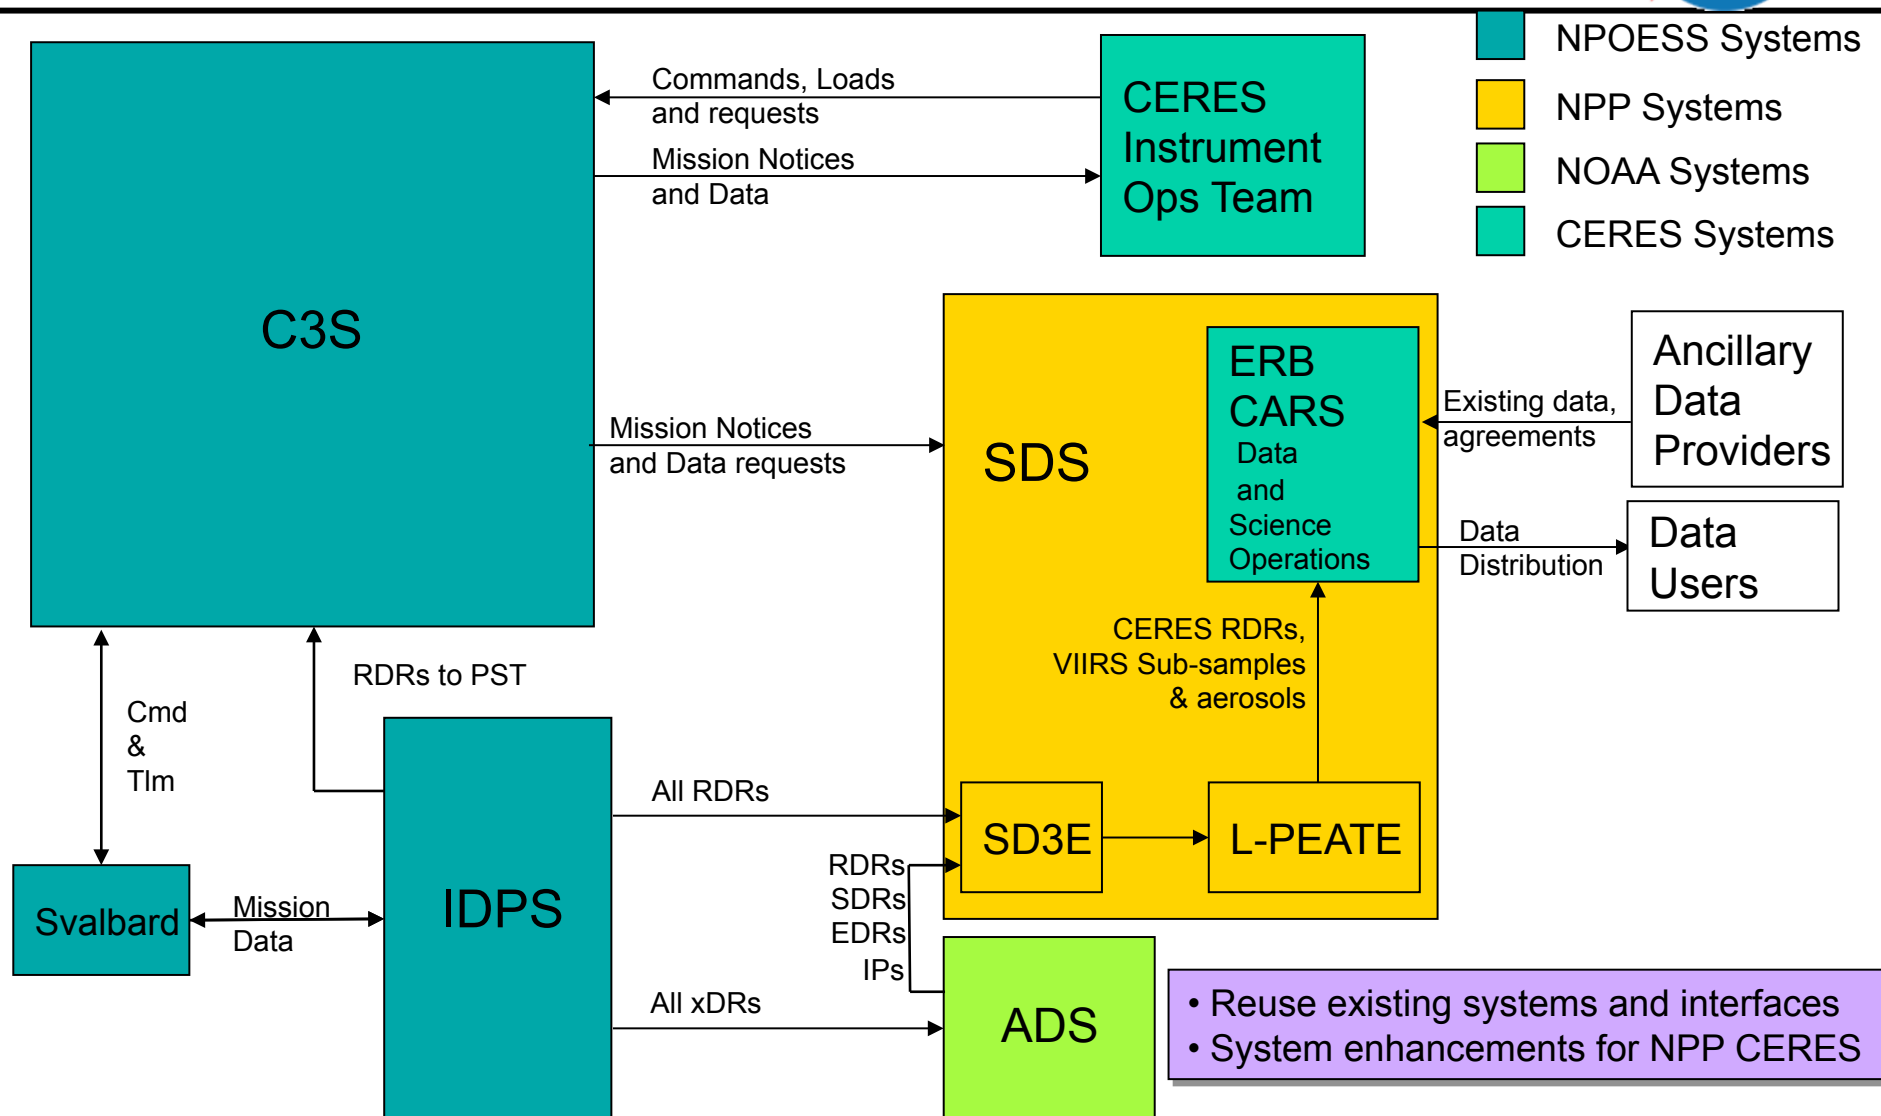 NPOESS Systems
NPP Systems
NOAA Systems
CERES Systems
C3S
Commands, Loads
and requests
Mission Notices
and Data
CERES
Instrument
Ops Team
Mission Notices
and Data requests
SDS
ERB
CARS
Data
and
Science
Operations
Existing data,
agreements
Ancillary
Data
Providers
Data
Distribution
Data
Users
CERES RDRs,
VIIRS Sub-samples
& aerosols
RDRs to PST
Cmd
&
Tlm
Svalbard
Mission
Data
IDPS
All RDRs
SD3E
L-PEATE
RDRs
SDRs
EDRs
IPs
All xDRs
ADS
• Reuse existing systems and interfaces
• System enhancements for NPP CERES